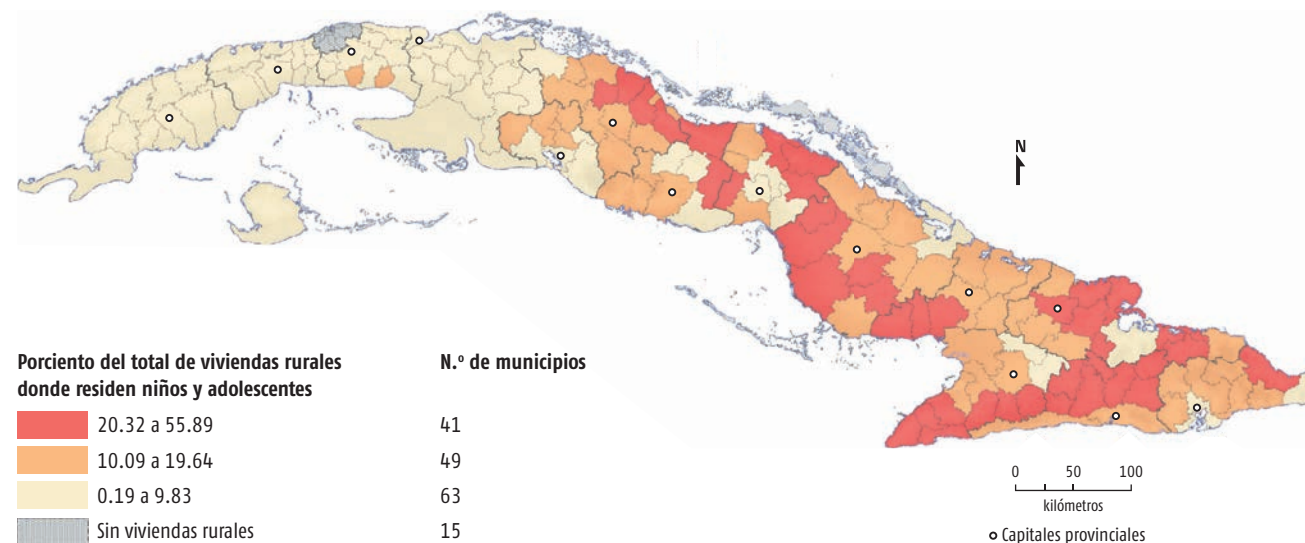 N
Porciento del total de viviendas rurales
donde residen niños y adolescentes
N.º de municipios
20.32 a 55.89 41
10.09 a 19.64 49
0.19 a 9.83 63
Sin viviendas rurales 15
0 50 100
kilómetros
Capitales provinciales